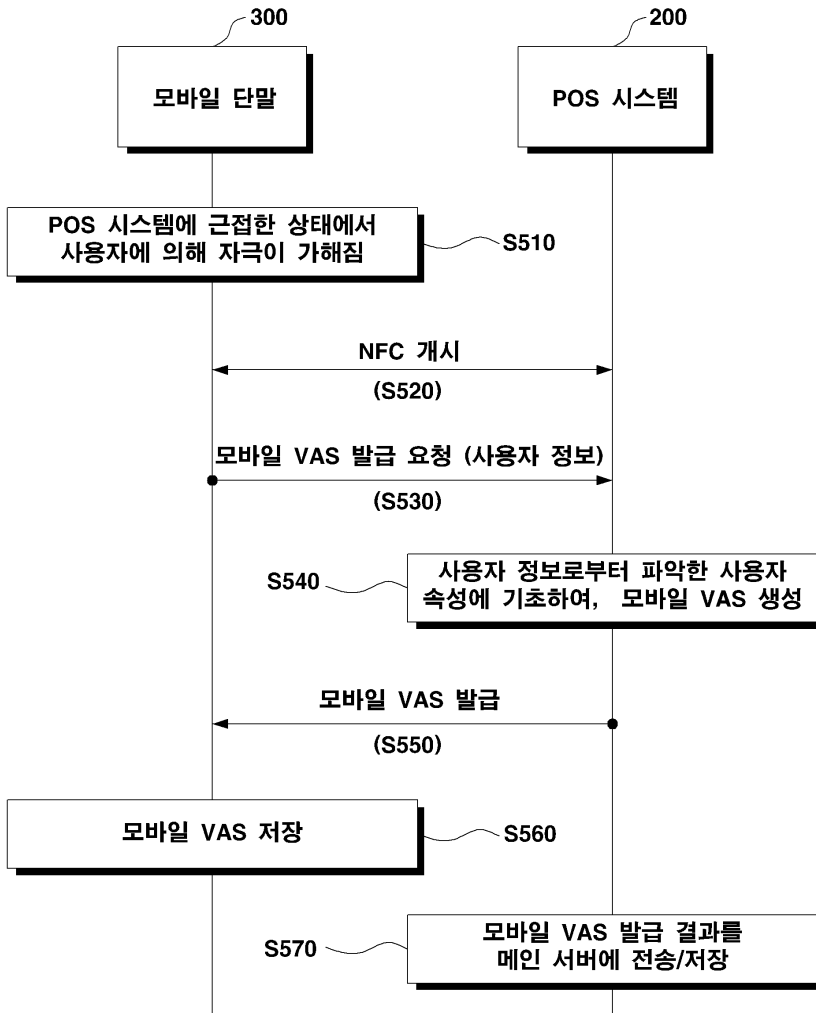 300
200
모바일 단말
POS 시스템
POS 시스템에 근접한 상태에서
사용자에 의해 자극이 가해짐
S510
NFC 개시
(S520)
모바일 VAS 발급 요청 (사용자 정보)
(S530)
S540
사용자 정보로부터 파악한 사용자
속성에 기초하여, 모바일 VAS 생성
모바일 VAS 발급
(S550)
모바일 VAS 저장
S560
S570
모바일 VAS 발급 결과를
메인 서버에 전송/저장